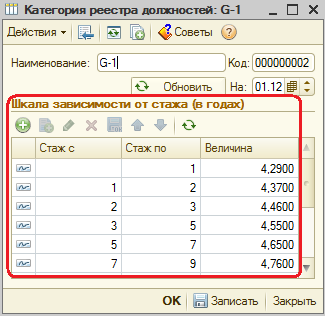 Категория реестра должностей: G-1
Действия Советы ?
Наименование: G-1 Код: 000000002
Обновить На: 01.12
Шкала зависимости от стажа (в годах)
Стаж с Стаж по Величина
1 4,2900
1 2 4,3700
2 3 4,4600
3 5 4,5500
5 7 4,6500
7 9 4,7600
OK Записать Закрыть